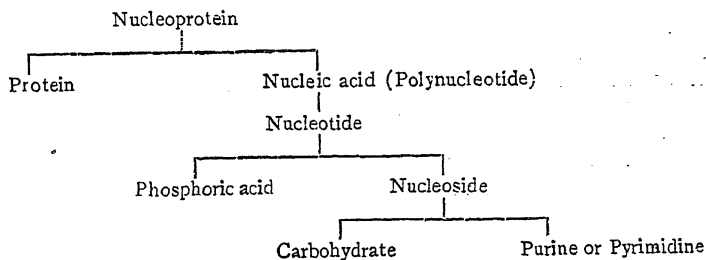 Nucleoprotein
Protein Nucleic acid (Polynucleotide)
Nucleotide
Phosphoric acid Nucleoside
Carbohydrate Purine or Pyrimidine